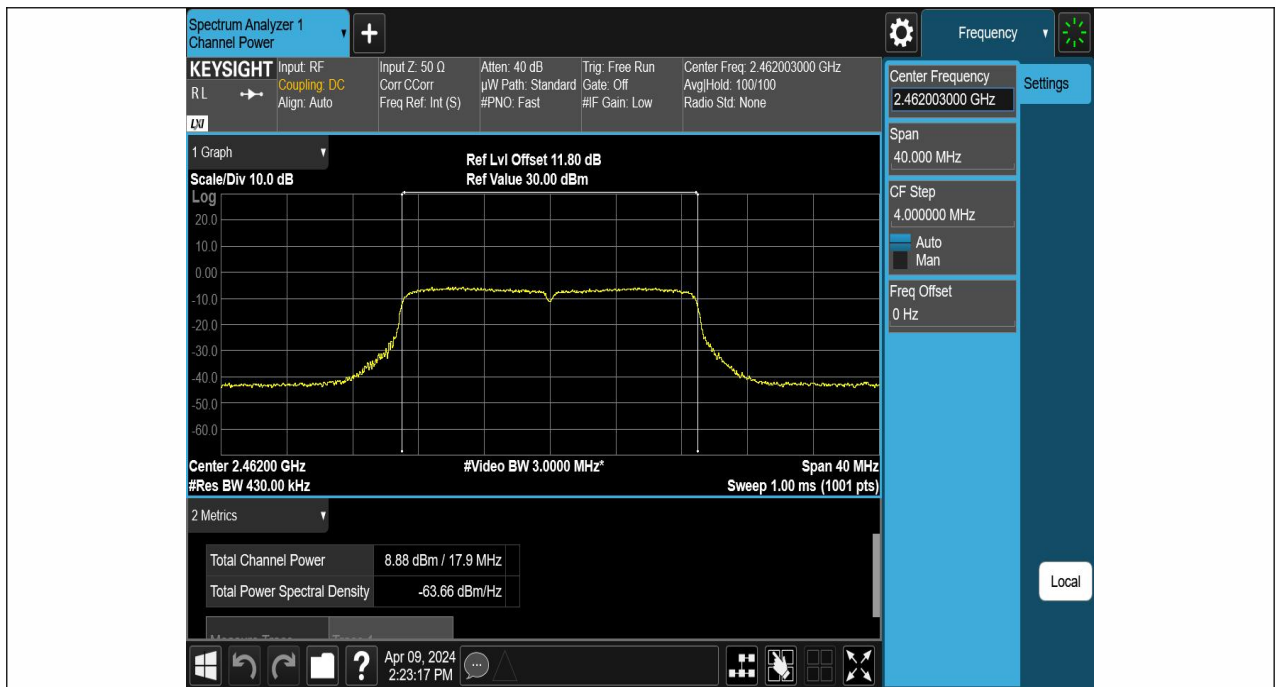 Spectrum Analyzer 1
Channel Power
+
Frequency
KEYSIGHT
R L
LXI
Input: RF
Coupling: DC
Align: Auto
Input Z: 50 Ω
Corr CCorr
Freq Ref: Int (S)
Atten: 40 dB
µW Path: Standard
#PNO: Fast
Trig: Free Run
Gate: Off
#IF Gain: Low
Center Freq: 2.462003000 GHz
Avg|Hold: 100/100
Radio Std: None
Center Frequency
2.462003000 GHz
Settings
Span
40.000 MHz
CF Step
4.000000 MHz
Auto
Man
Freq Offset
0 Hz
Local
1 Graph
Scale/Div 10.0 dB
Ref Lvl Offset 11.80 dB
Ref Value 30.00 dBm
Log
20.0
10.0
0.00
-10.0
-20.0
-30.0
-40.0
-50.0
-60.0
Center 2.46200 GHz
#Res BW 430.00 kHz
#Video BW 3.0000 MHz*
Span 40 MHz
Sweep 1.00 ms (1001 pts)
2 Metrics
Total Channel Power 8.88 dBm / 17.9 MHz
Total Power Spectral Density -63.66 dBm/Hz
?
Apr 09, 2024
2:23:17 PM